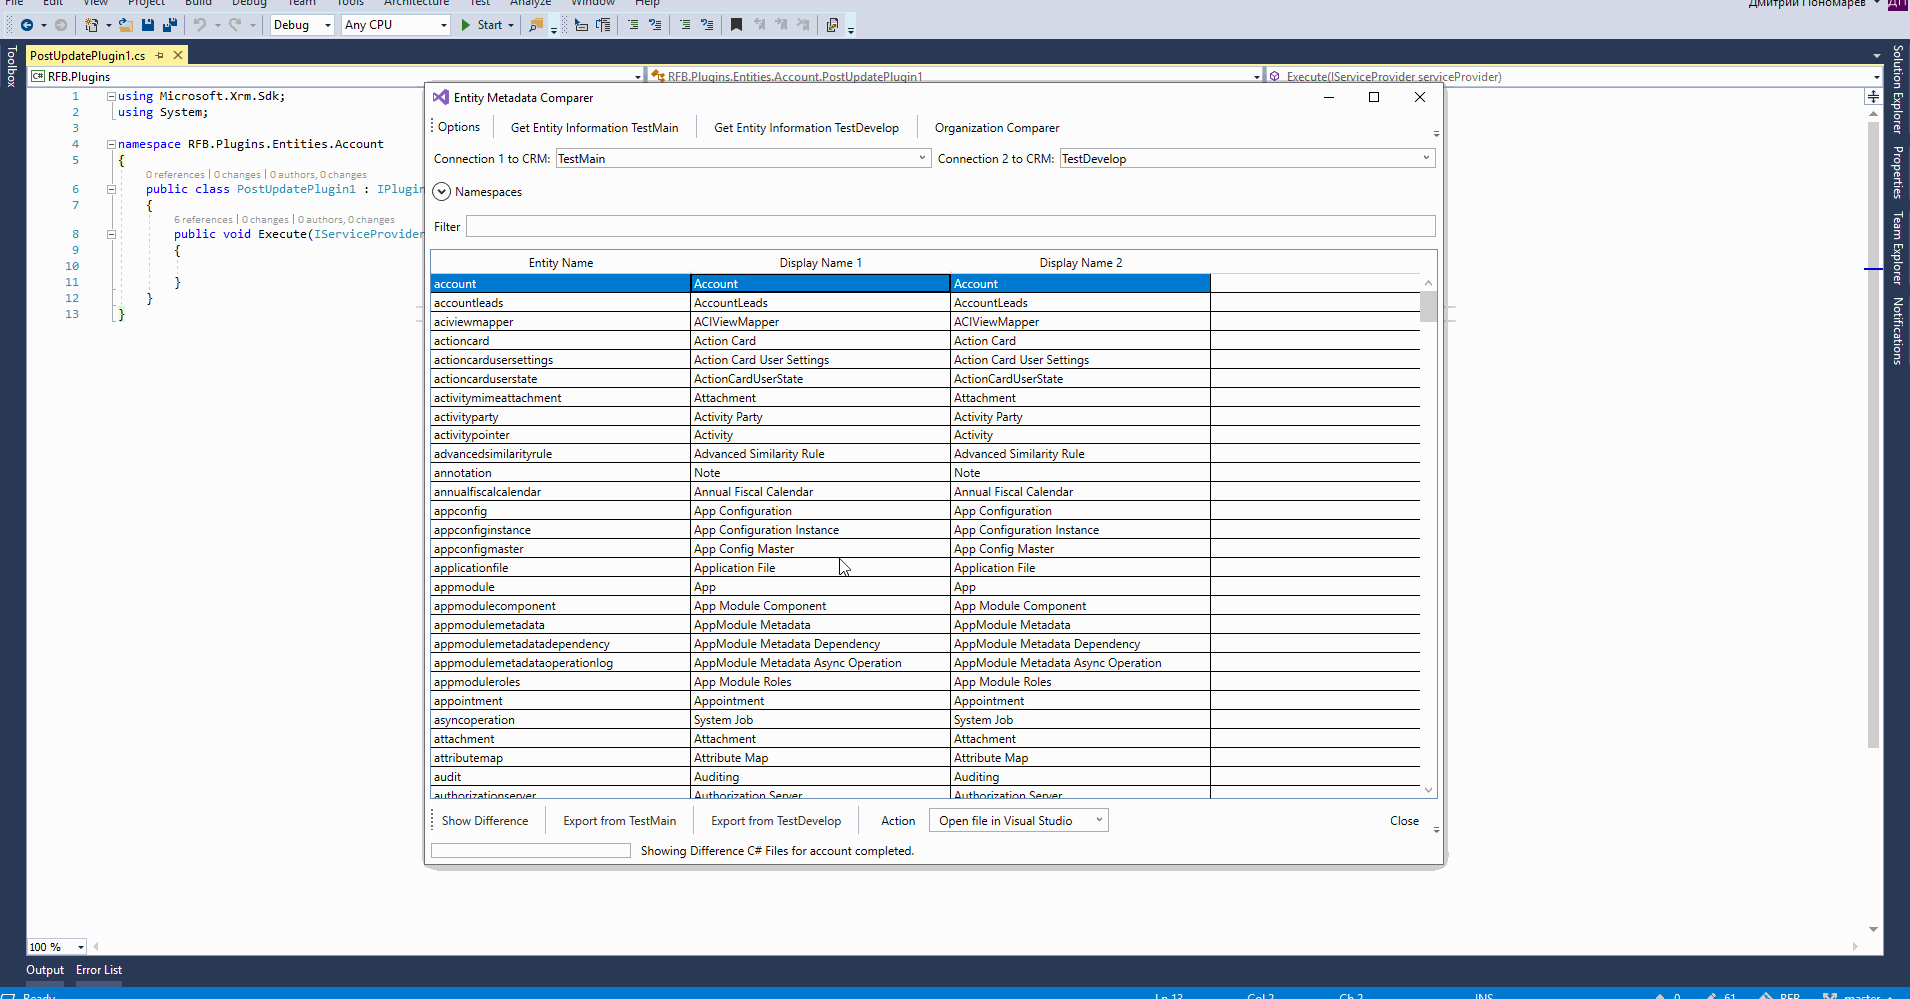 File Edit View Project Build Debug Team Tools Architecture Test Analyze Window Help Дмитрий Пономарев ДП
Debug Any CPU Start
Toolbox
PostUpdatePlugin1.cs
C# RFB.Plugins RFB.Plugins.Entities.Account.PostUpdatePlugin1 Execute(IServiceProvider serviceProvider)
1 using Microsoft.Xrm.Sdk;
2 using System;
3
4 namespace RFB.Plugins.Entities.Account
5 {
0 references | 0 changes | 0 authors, 0 changes
6 public class PostUpdatePlugin1 : IPlugin
7 {
6 references | 0 changes | 0 authors, 0 changes
8 public void Execute(IServiceProvider
9 {
10
11 }
12 }
13 }
Entity Metadata Comparer
Options Get Entity Information TestMain Get Entity Information TestDevelop Organization Comparer
Connection 1 to CRM: TestMain Connection 2 to CRM: TestDevelop
Namespaces
Filter
Entity Name Display Name 1 Display Name 2
account Account Account
accountleads AccountLeads AccountLeads
aciviewmapper ACIViewMapper ACIViewMapper
actioncard Action Card Action Card
actioncardusersettings Action Card User Settings Action Card User Settings
actioncarduserstate ActionCardUserState ActionCardUserState
activitymimeattachment Attachment Attachment
activityparty Activity Party Activity Party
activitypointer Activity Activity
advancedsimilarityrule Advanced Similarity Rule Advanced Similarity Rule
annotation Note Note
annualfiscalcalendar Annual Fiscal Calendar Annual Fiscal Calendar
appconfig App Configuration App Configuration
appconfiginstance App Configuration Instance App Configuration Instance
appconfigmaster App Config Master App Config Master
applicationfile Application File Application File
appmodule App App
appmodulecomponent App Module Component App Module Component
appmodulemetadata AppModule Metadata AppModule Metadata
appmodulemetadatadependency AppModule Metadata Dependency AppModule Metadata Dependency
appmodulemetadataoperationlog AppModule Metadata Async Operation AppModule Metadata Async Operation
appmoduleroles App Module Roles App Module Roles
appointment Appointment Appointment
asyncoperation System Job System Job
attachment Attachment Attachment
attributemap Attribute Map Attribute Map
audit Auditing Auditing
authorizationserver Authorization Server Authorization Server
Show Difference Export from TestMain Export from TestDevelop Action Open file in Visual Studio Close
Showing Difference C# Files for account completed.
Solution Explorer
Properties
Team Explorer
Notifications
100 %
Output Error List
Ready Ln 13 Col 2 Ch 2 INS 0 61 RFB master